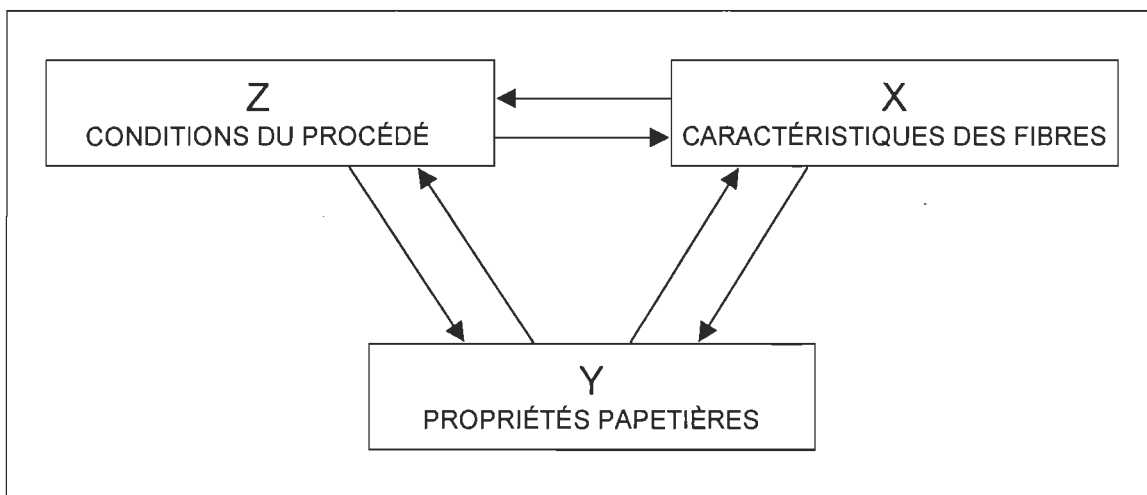 Z
CONDITIONS DU PROCÉDÉ
X
CARACTÉRISTIQUES DES FIBRES
Y
PROPRIÉTÉS PAPETIÈRES